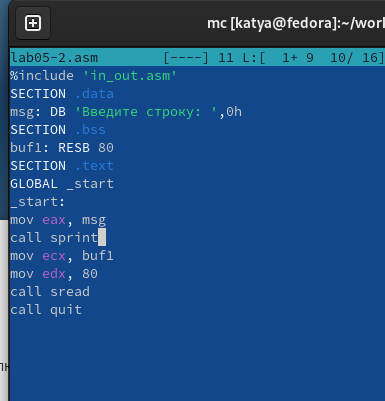 mc [katya@fedora]:~/work
lab05-2.asm [----] 11 L:[ 1+ 9 10/ 16]
%include 'in_out.asm'
SECTION .data
msg: DB 'Введите строку: ',0h
SECTION .bss
buf1: RESB 80
SECTION .text
GLOBAL _start
_start:
mov eax, msg
call sprint
mov ecx, buf1
mov edx, 80
call sread
call quit